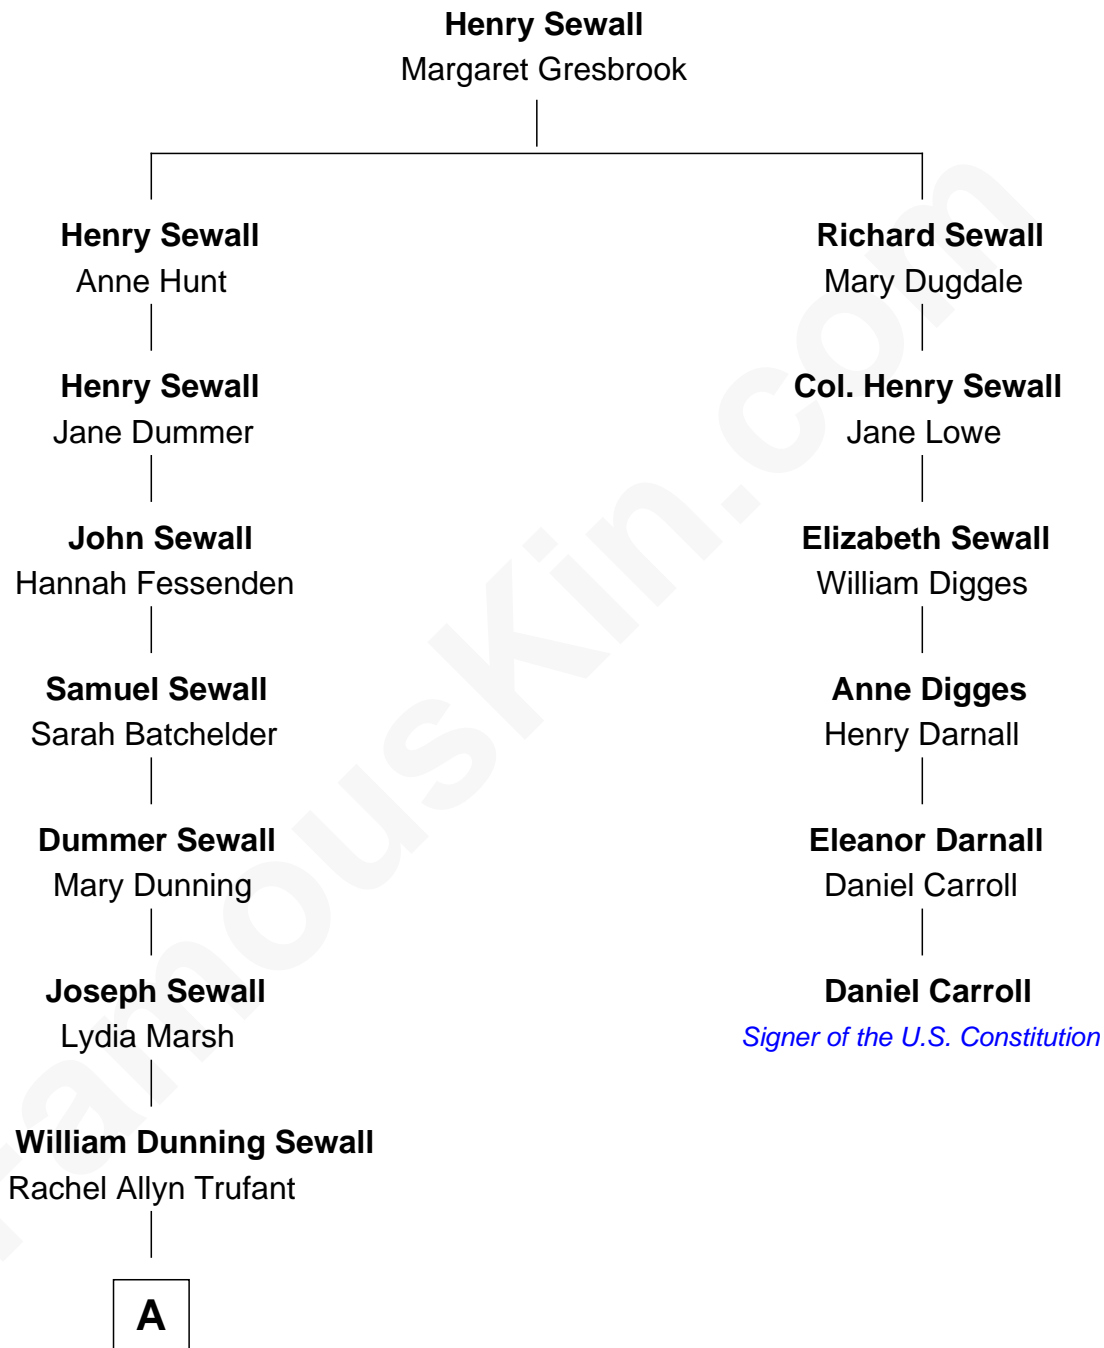 Henry Sewall
Margaret Gresbrook
Henry Sewall
Anne Hunt
Richard Sewall
Mary Dugdale
Henry Sewall
Jane Dummer
Col. Henry Sewall
Jane Lowe
John Sewall
Hannah Fessenden
Elizabeth Sewall
William Digges
Samuel Sewall
Sarah Batchelder
Anne Digges
Henry Darnall
Dummer Sewall
Mary Dunning
Eleanor Darnall
Daniel Carroll
Joseph Sewall
Lydia Marsh
Daniel Carroll
Signer of the U.S. Constitution
William Dunning Sewall
Rachel Allyn Trufant
A
FamousKin.com